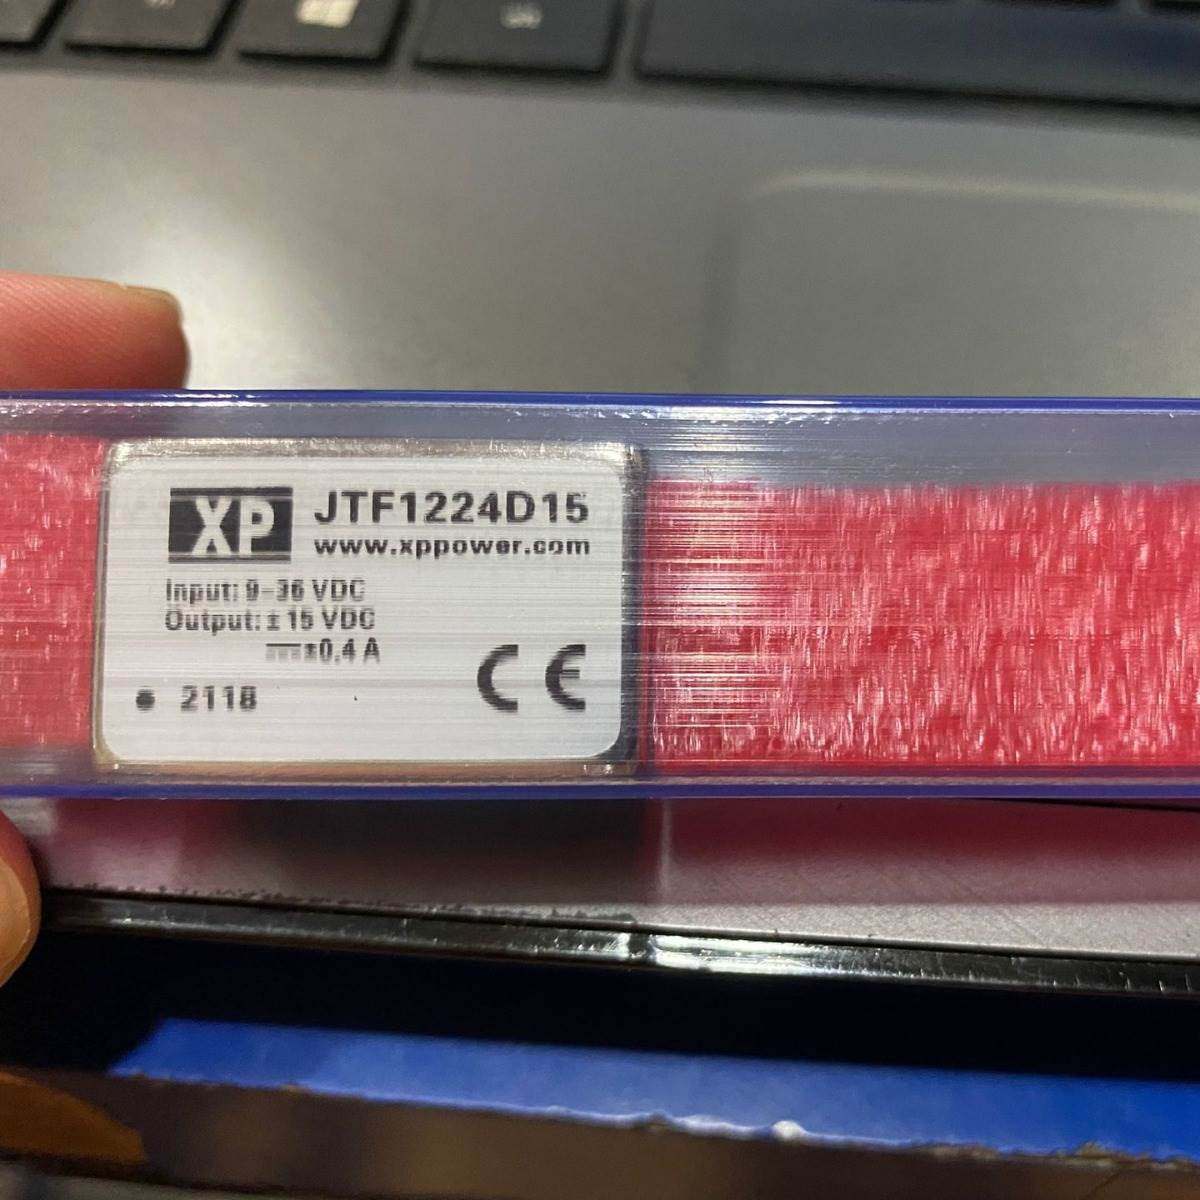 XP JTF1224D15
www.xppower.com
Input: 9-36 VDC
Output: ± 15 VDC
⎓±0.4 A
2118
CE